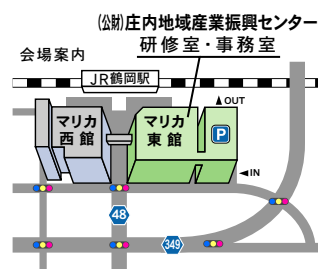 (公財)庄内地域産業振興センター
研修室・事務室
会場案内
JR鶴岡駅
マリカ
西館
マリカ
東館
OUT
P
IN
48
349